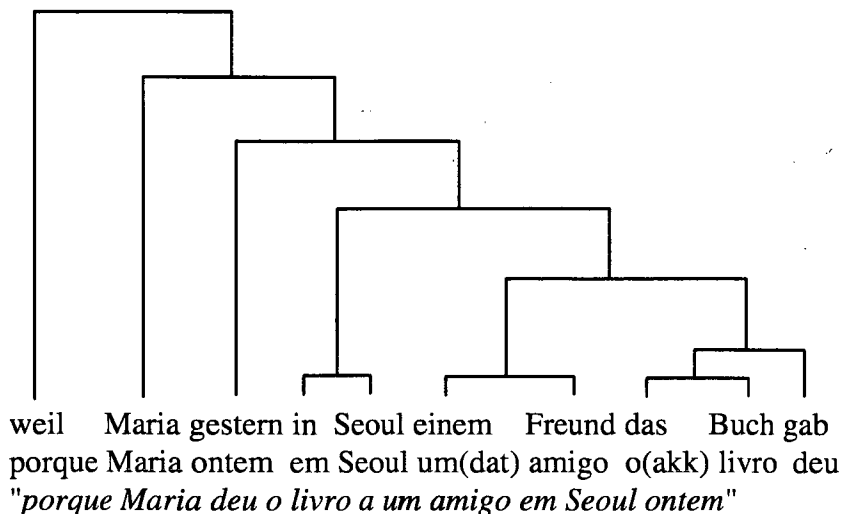 weil Maria gestern in Seoul einem Freund das Buch gab
porque Maria ontem em Seoul um(dat) amigo o(akk) livro deu
"porque Maria deu o livro a um amigo em Seoul ontem"